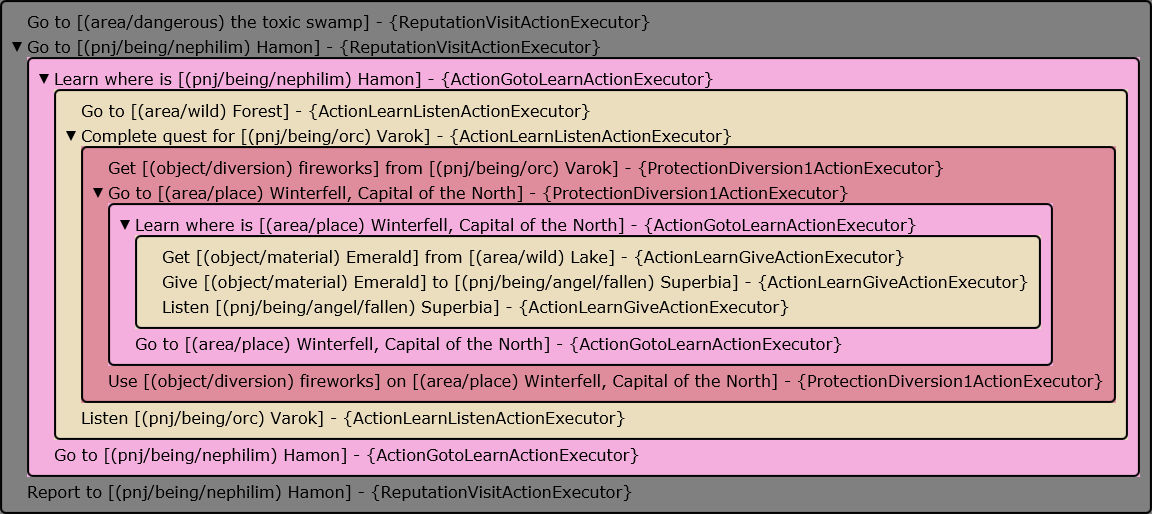 Go to [(area/dangerous) the toxic swamp] - {ReputationVisitActionExecutor}
▼ Go to [(pnj/being/nephilim) Hamon] - {ReputationVisitActionExecutor}
▼ Learn where is [(pnj/being/nephilim) Hamon] - {ActionGotoLearnActionExecutor}
Go to [(area/wild) Forest] - {ActionLearnListenActionExecutor}
▼ Complete quest for [(pnj/being/orc) Varok] - {ActionLearnListenActionExecutor}
Get [(object/diversion) fireworks] from [(pnj/being/orc) Varok] - {ProtectionDiversion1ActionExecutor}
▼ Go to [(area/place) Winterfell, Capital of the North] - {ProtectionDiversion1ActionExecutor}
▼ Learn where is [(area/place) Winterfell, Capital of the North] - {ActionGotoLearnActionExecutor}
Get [(object/material) Emerald] from [(area/wild) Lake] - {ActionLearnGiveActionExecutor}
Give [(object/material) Emerald] to [(pnj/being/angel/fallen) Superbia] - {ActionLearnGiveActionExecutor}
Listen [(pnj/being/angel/fallen) Superbia] - {ActionLearnGiveActionExecutor}
Go to [(area/place) Winterfell, Capital of the North] - {ActionGotoLearnActionExecutor}
Use [(object/diversion) fireworks] on [(area/place) Winterfell, Capital of the North] - {ProtectionDiversion1ActionExecutor}
Listen [(pnj/being/orc) Varok] - {ActionLearnListenActionExecutor}
Go to [(pnj/being/nephilim) Hamon] - {ActionGotoLearnActionExecutor}
Report to [(pnj/being/nephilim) Hamon] - {ReputationVisitActionExecutor}